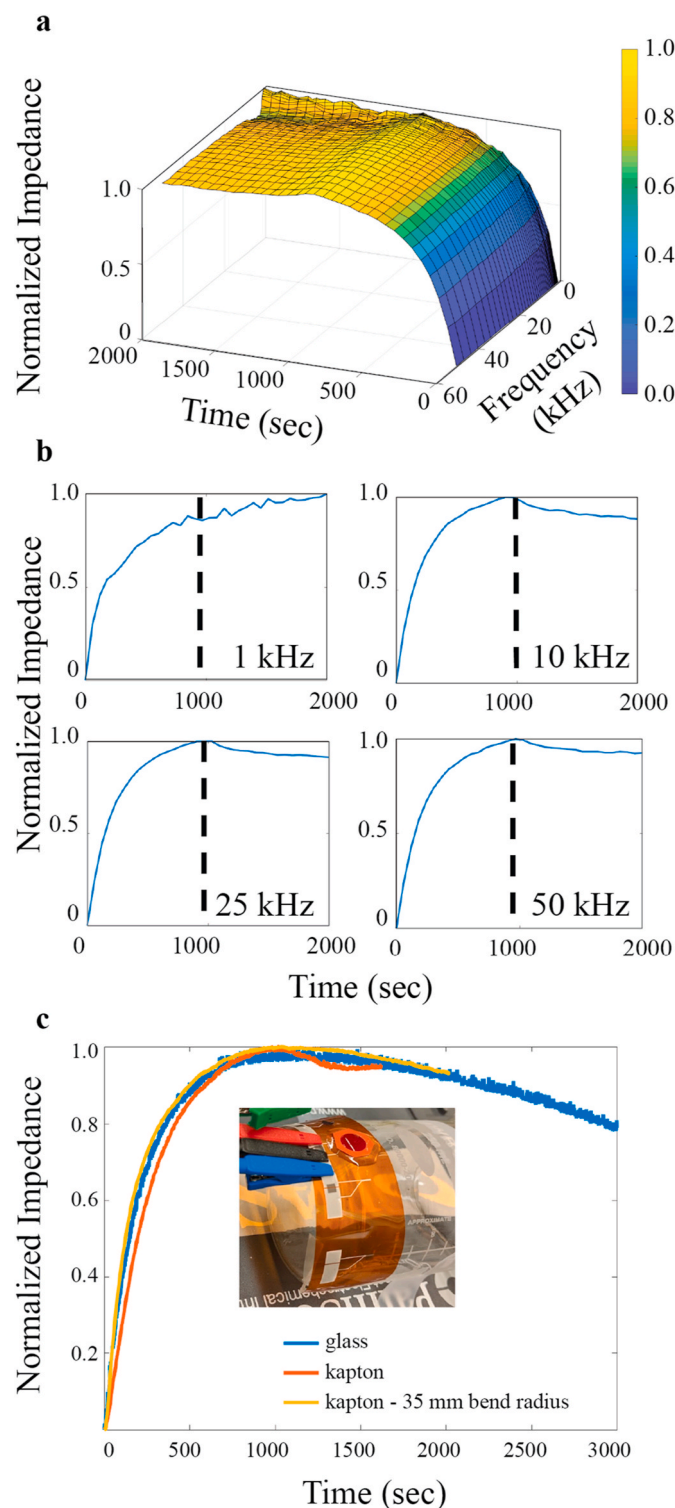 a
Normalized Impedance
1.0
0.5
0
2000
1500
1000
500
0
Time (sec)
60
40
20
0
Frequency
(kHz)
1.0
0.8
0.6
0.4
0.2
0.0
b
Normalized Impedance
1.0
0.5
0
0
1000
2000
1 kHz
1.0
0.5
0
0
1000
2000
10 kHz
1.0
0.5
0
0
1000
2000
25 kHz
1.0
0.5
0
0
1000
2000
50 kHz
Time (sec)
c
Normalized Impedance
1.0
0.8
0.6
0.4
0.2
APPROXIMATE
glass
kapton
kapton - 35 mm bend radius
0
500
1000
1500
2000
2500
3000
Time (sec)